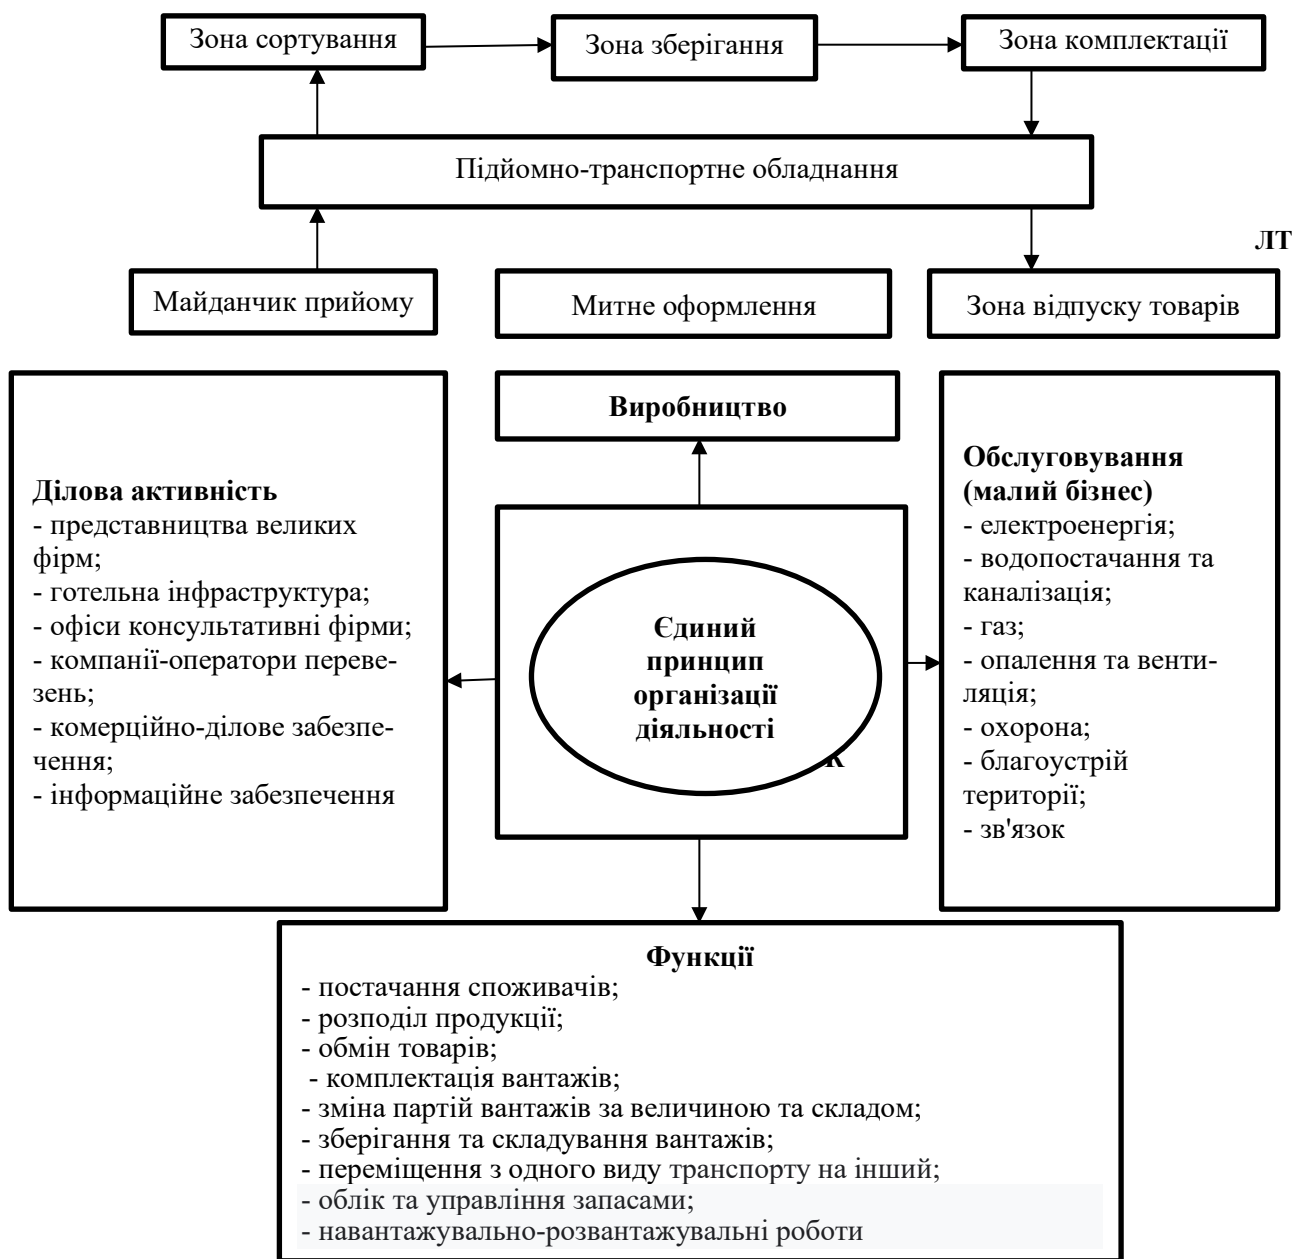 Зона сортування
Зона зберігання
Зона комплектації
Підйомно-транспортне обладнання
ЛТ
Майданчик прийому
Митне оформлення
Зона відпуску товарів
Виробництво
Ділова активність
- представництва великих
фірм;
- готельна інфраструктура;
- офіси консультативні фірми;
- компанії-оператори переве-
зень;
- комерційно-ділове забезпе-
чення;
- інформаційне забезпечення
Єдиний
принцип
організації
діяльності
Обслуговування
(малий бізнес)
- електроенергія;
- водопостачання та
каналізація;
- газ;
- опалення та венти-
ляція;
- охорона;
- благоустрій
території;
- зв'язок
Функції
- постачання споживачів;
- розподіл продукції;
- обмін товарів;
- комплектація вантажів;
- зміна партій вантажів за величиною та складом;
- зберігання та складування вантажів;
- переміщення з одного виду транспорту на інший;
- облік та управління запасами;
- навантажувально-розвантажувальні роботи